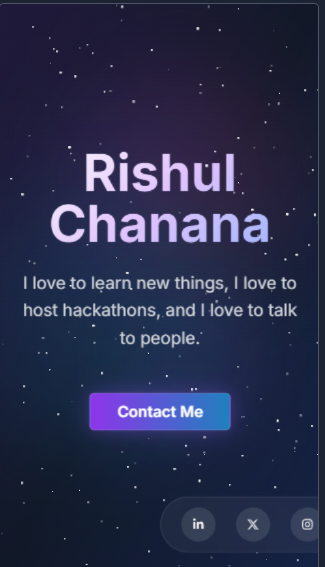 Rishul
Chanana
I love to learn new things, I love to
host hackathons, and I love to talk
to people.
Contact Me
in
X